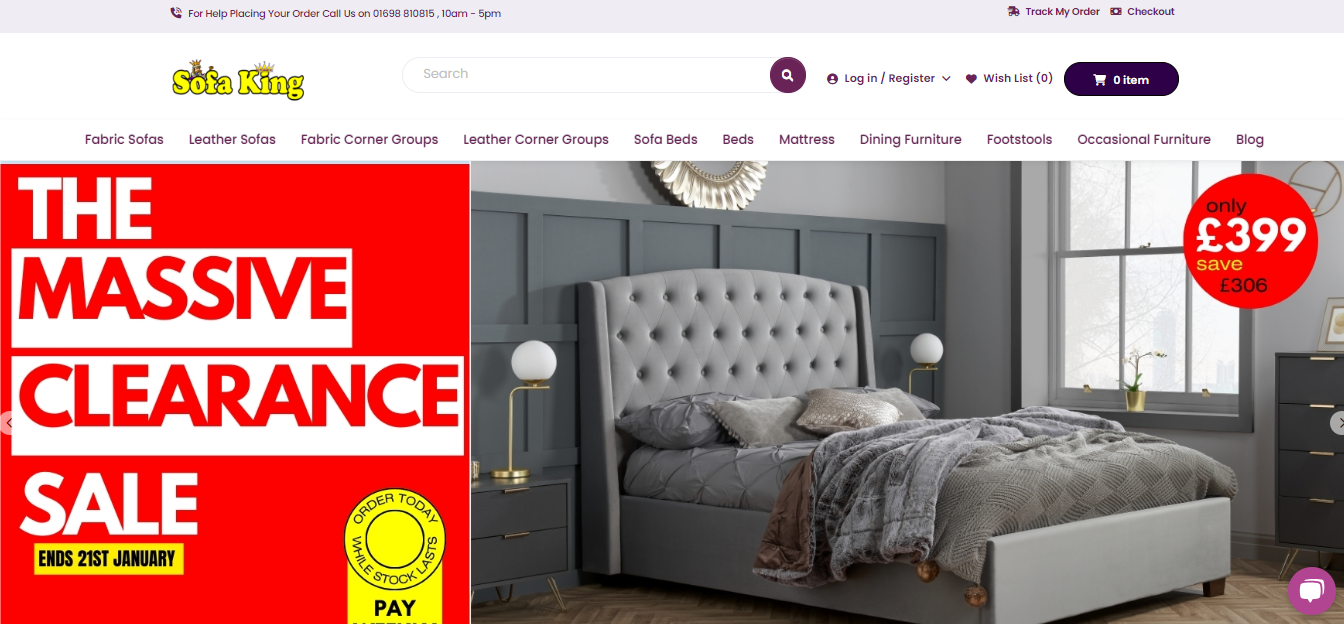 For Help Placing Your Order Call Us on 01698 810815 , 10am - 5pm
Track My Order
Checkout
Sofa King
Search
Log in / Register
Wish List (0)
0 item
Fabric Sofas
Leather Sofas
Fabric Corner Groups
Leather Corner Groups
Sofa Beds
Beds
Mattress
Dining Furniture
Footstools
Occasional Furniture
Blog
THE
MASSIVE
CLEARANCE
SALE
ENDS 21ST JANUARY
ORDER TODAY
WHILE STOCK LASTS
PAY
only
£399
save
£306